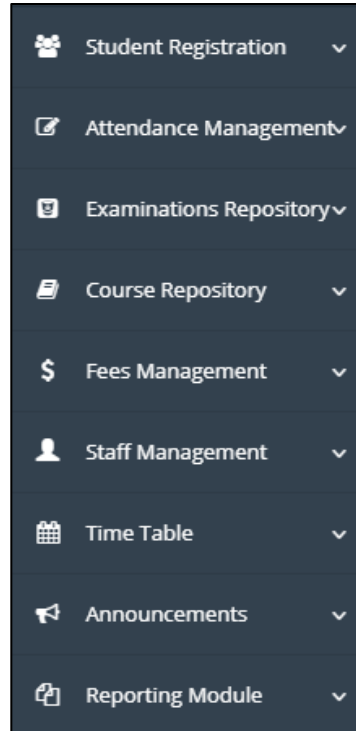 Student Registration
Attendance Management
Examinations Repository
Course Repository
Fees Management
Staff Management
Time Table
Announcements
Reporting Module